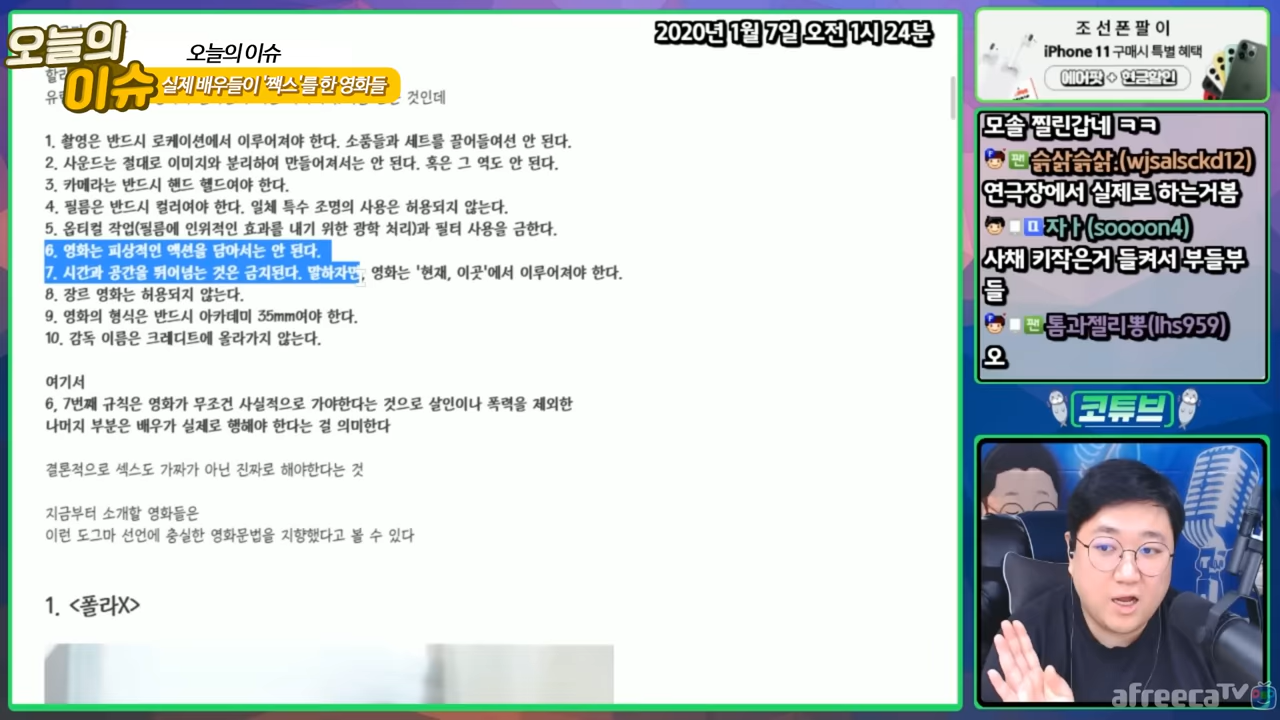 오늘의
이슈
오늘의 이슈
실제 배우들이 '쩩스'를 한 영화들
2020년 1월 7일 오전 1시 24분
것인데
1. 촬영은 반드시 로케이션에서 이루어져야 한다. 소품들과 세트를 끌어들여선 안 된다.
2. 사운드는 절대로 이미지와 분리하여 만들어져서는 안 된다. 혹은 그 역도 안 된다.
3. 카메라는 반드시 핸드 헬드여야 한다.
4. 필름은 반드시 컬러여야 한다. 일체 특수 조명의 사용은 허용되지 않는다.
5. 옵티컬 작업(필름에 인위적인 효과를 내기 위한 광학 처리)과 필터 사용을 금한다.
6. 영화는 피상적인 액션을 담아서는 안 된다.
7. 시간과 공간을 뛰어넘는 것은 금지된다. 말하자면, 영화는 '현재, 이곳'에서 이루어져야 한다.
8. 장르 영화는 허용되지 않는다.
9. 영화의 형식은 반드시 아카데미 35mm여야 한다.
10. 감독 이름은 크레디트에 올라가지 않는다.
여기서
6, 7번째 규칙은 영화가 무조건 사실적으로 가야한다는 것으로 살인이나 폭력을 제외한
나머지 부분은 배우가 실제로 행해야 한다는 걸 의미한다
결론적으로 섹스도 가짜가 아닌 진짜로 해야한다는 것
지금부터 소개할 영화들은
이런 도그마 선언에 충실한 영화문법을 지향했다고 볼 수 있다
1. <폴라X>
조선폰팔이
iPhone 11 구매시 특별 혜택
에어팟 + 현금할인
모솔 찔린갑네 ㅋㅋ
팬 슭삵슭삵.(wjsalsckd12)
연극장에서 실제로 하는거봄
자ㅏ(soooon4)
사채 키작은거 들켜서 부들부
들
팬 톰과젤리뽕(lhs959)
오
코튜브
afreecaTV